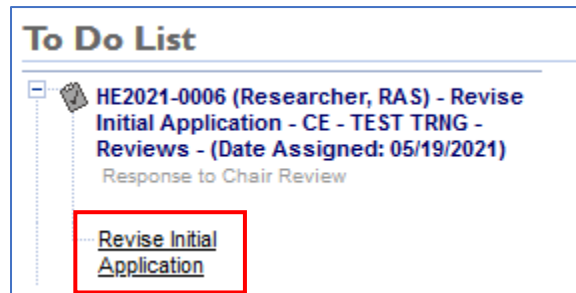 To Do List
HE2021-0006 (Researcher, RAS) - Revise
Initial Application - CE - TEST TRNG -
Reviews - (Date Assigned: 05/19/2021)
Response to Chair Review
Revise Initial
Application